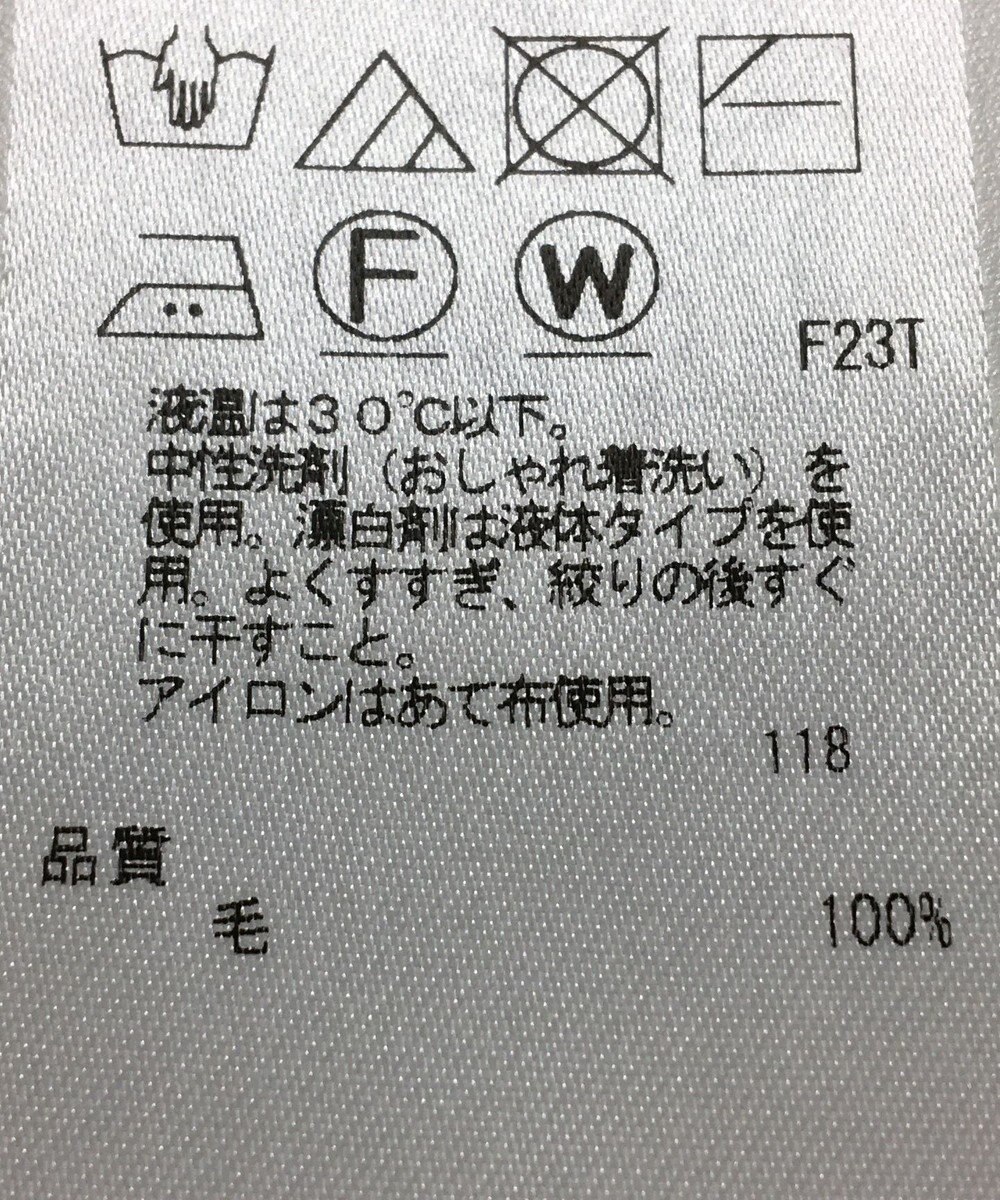 F W F23T
液温は30℃以下。
中性洗剤（おしゃれ着洗い）を
使用。漂白剤は液体タイプを使
用。よくすすぎ、絞りの後すぐ
に干すこと。
アイロンはあて布使用。
118
品質
毛 100%